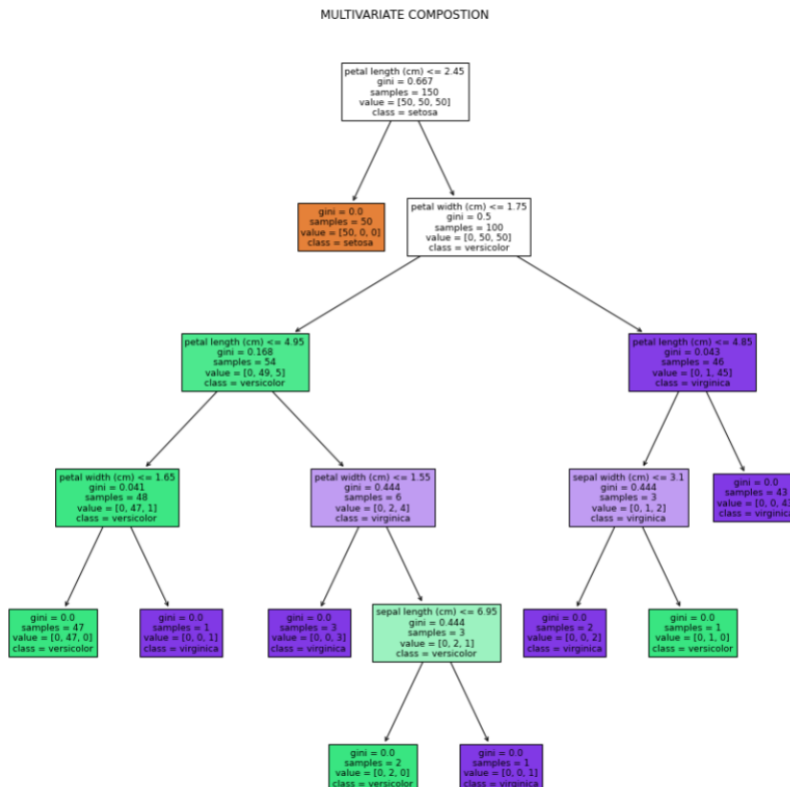 MULTIVARIATE COMPOSTION
petal length (cm) <= 2.45
gini = 0.667
samples = 150
value = [50, 50, 50]
class = setosa
gini = 0.0
samples = 50
value = [50, 0, 0]
class = setosa
petal width (cm) <= 1.75
gini = 0.5
samples = 100
value = [0, 50, 50]
class = versicolor
petal length (cm) <= 4.95
gini = 0.168
samples = 54
value = [0, 49, 5]
class = versicolor
petal length (cm) <= 4.85
gini = 0.043
samples = 46
value = [0, 1, 45]
class = virginica
petal width (cm) <= 1.65
gini = 0.041
samples = 48
value = [0, 47, 1]
class = versicolor
petal width (cm) <= 1.55
gini = 0.444
samples = 6
value = [0, 2, 4]
class = virginica
sepal width (cm) <= 3.1
gini = 0.444
samples = 3
value = [0, 1, 2]
class = virginica
gini = 0.0
samples = 43
value = [0, 0, 
class = 
gini = 0.0
samples = 47
value = [0, 47, 0]
class = versicolor
gini = 0.0
samples = 1
value = [0, 0, 1]
class = virginica
gini = 0.0
samples = 3
value = [0, 0, 3]
class = virginica
sepal length (cm) <= 6.95
gini = 0.444
samples = 3
value = [0, 2, 1]
class = versicolor
gini = 0.0
samples = 2
value = [0, 0, 2]
class = virginica
gini = 0.0
samples = 1
value = [0, 1, 0]
class = versicolor
gini = 0.0
samples = 2
value = [0, 2, 0]
class = versicolor
gini = 0.0
samples = 1
value = [0, 0, 1]
class = virginica